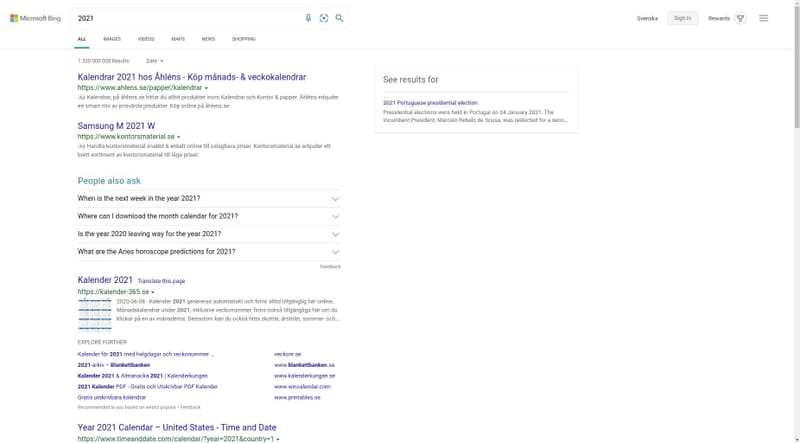 Microsoft Bing
2021
Svenska
Sign in
Rewards
ALL IMAGES VIDEOS MAPS NEWS SHOPPING
1 330 000 000 Results Date
Kalendrar 2021 hos Åhléns - Köp månads- & veckokalendrar
https://www.ahlens.se/papper/kalendrar
Ad Kalendrar, på åhlens.se hittar du alltid produkter inom Kalendrar och Kontor & papper. Åhléns erbjuder
en smart mix av prisvärda produkter. Köp online på åhlens.se
Samsung M 2021 W
https://www.kontorsmaterial.se
Ad Handla kontorsmaterial snabbt & enkelt online till oslagbara priser. Kontorsmaterial.se erbjuder ett
brett sortiment av kontorsmaterial till låga priser
People also ask
When is the next week in the year 2021?
Where can I download the month calendar for 2021?
Is the year 2020 leaving way for the year 2021?
What are the Aries horoscope predictions for 2021?
Feedback
Kalender 2021 Translate this page
https://kalender-365.se
2020-06-08 · Kalender 2021 genereras automatiskt och finns alltid tillgänglig här online.
Månadskalendrar under 2021, inklusive veckonummer, finns också tillgängliga här om du
klickar på en av månaderna. Dessutom kan du också hitta skottår, årstider, sommar- och...
EXPLORE FURTHER
Kalender för 2021 med helgdagar och veckonummer ... veckonr.se
2021-arkiv – Blankettbanken www.blankettbanken.se
Kalender 2021 & Almanacka 2021 | Kalenderkungen www.kalenderkungen.se
2021 Kalender PDF - Gratis och Utskrivbar PDF Kalender www.wincalendar.com
Gratis utskrivbara kalendrar www.printables.se
Recommended to you based on what's popular • Feedback
Year 2021 Calendar – United States - Time and Date
https://www.timeanddate.com/calendar/?year=2021&country=1
See results for
2021 Portuguese presidential election
Presidential elections were held in Portugal on 24 January 2021. The
incumbent President, Marcelo Rebelo de Sousa, was reelected for a seco...